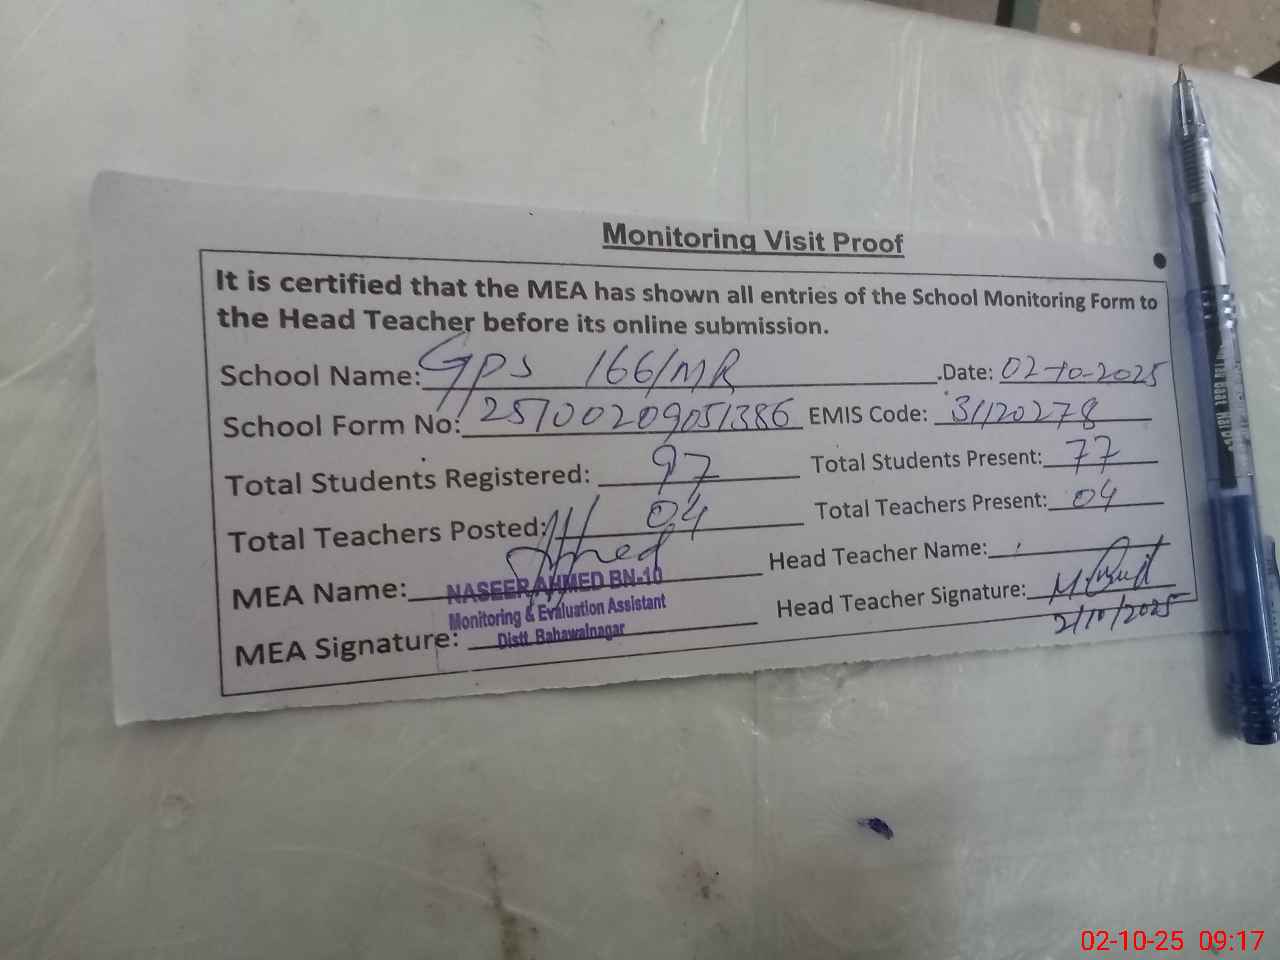 Monitoring Visit Proof
It is certified that the MEA has shown all entries of the School Monitoring Form to
the Head Teacher before its online submission.
School Name: GPS 166/MR .Date: 02-10-2025
School Form No: 25100209051386 EMIS Code: 31120278
Total Students Registered: 97 Total Students Present: 77
Total Teachers Posted: 04 Total Teachers Present: 04
MEA Name: Head Teacher Name:
NASEER AHMED BN-10
Monitoring & Evaluation Assistant
Distt. Bahawalnagar
MEA Signature: Head Teacher Signature:
2/10/2025
02-10-25 09:17